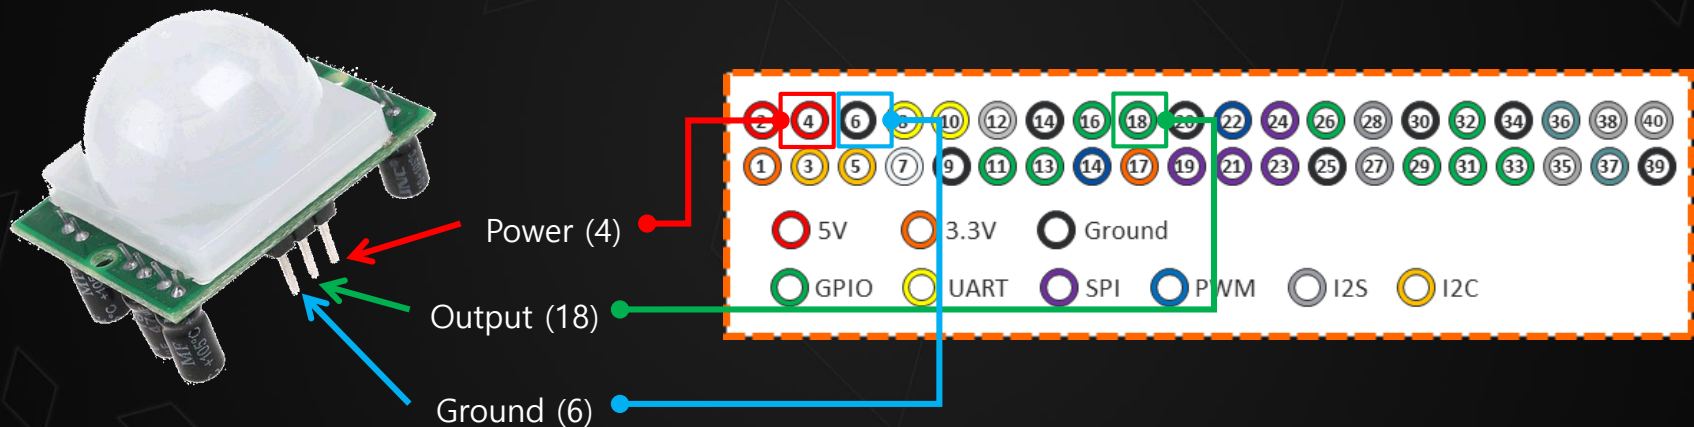 2 4 6 8 10 12 14 16 18 20 22 24 26 28 30 32 34 36 38 40
1 3 5 7 9 11 13 14 17 19 21 23 25 27 29 31 33 35 37 39
Power (4)
5V 3.3V Ground
GPIO UART SPI PWM I2S I2C
Output (18)
Ground (6)
+105°C
MF